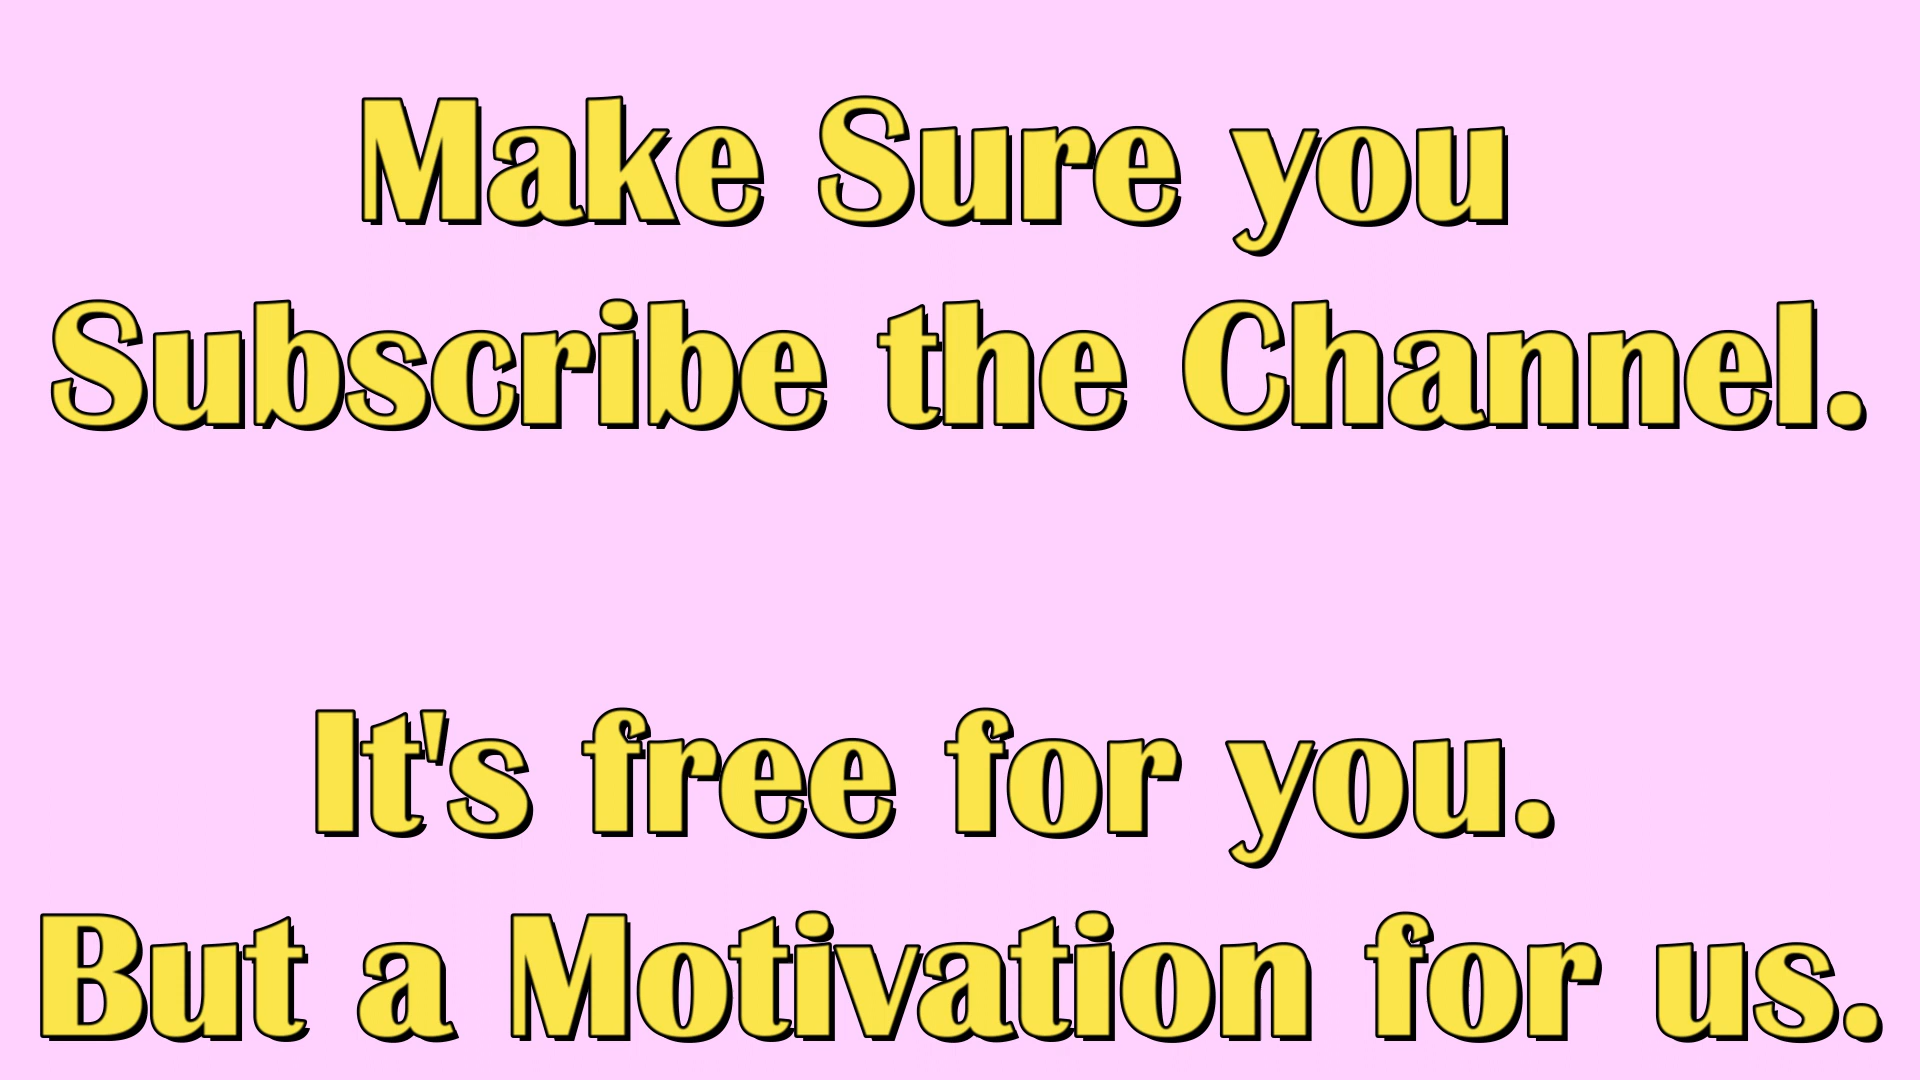 Make Sure you
Subscribe the Channel.
It's free for you.
But a Motivation for us.